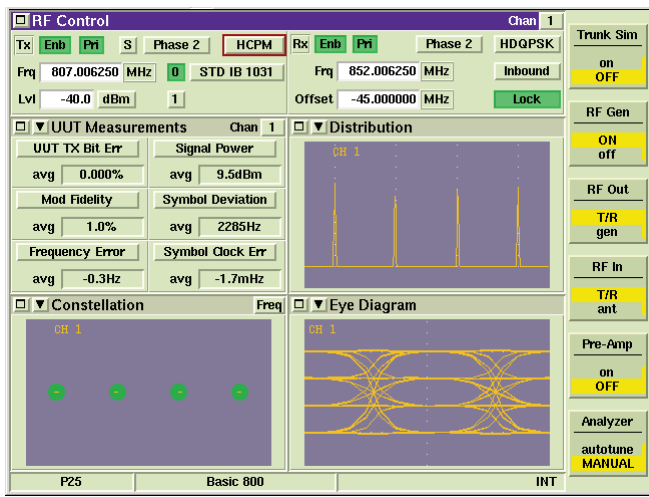 RF Control Chan 1
Tx Enb Pri S Phase 2 HCPM Rx Enb Pri Phase 2 HDQPSK
Frq 807.006250 MHz 0 STD IB 1031 Frq 852.006250 MHz Inbound
Lvl -40.0 dBm 1 Offset -45.000000 MHz Lock
UUT Measurements Chan 1
UUT TX Bit Err Signal Power
avg 0.000% avg 9.5dBm
Mod Fidelity Symbol Deviation
avg 1.0% avg 2285Hz
Frequency Error Symbol Clock Err
avg -0.3Hz avg -1.7mHz
Distribution
CH 1
Constellation Freq
CH 1
Eye Diagram
CH 1
P25 Basic 800 INT
Trunk Sim
on
OFF
RF Gen
ON
off
RF Out
T/R
gen
RF In
T/R
ant
Pre-Amp
on
OFF
Analyzer
autotune
MANUAL